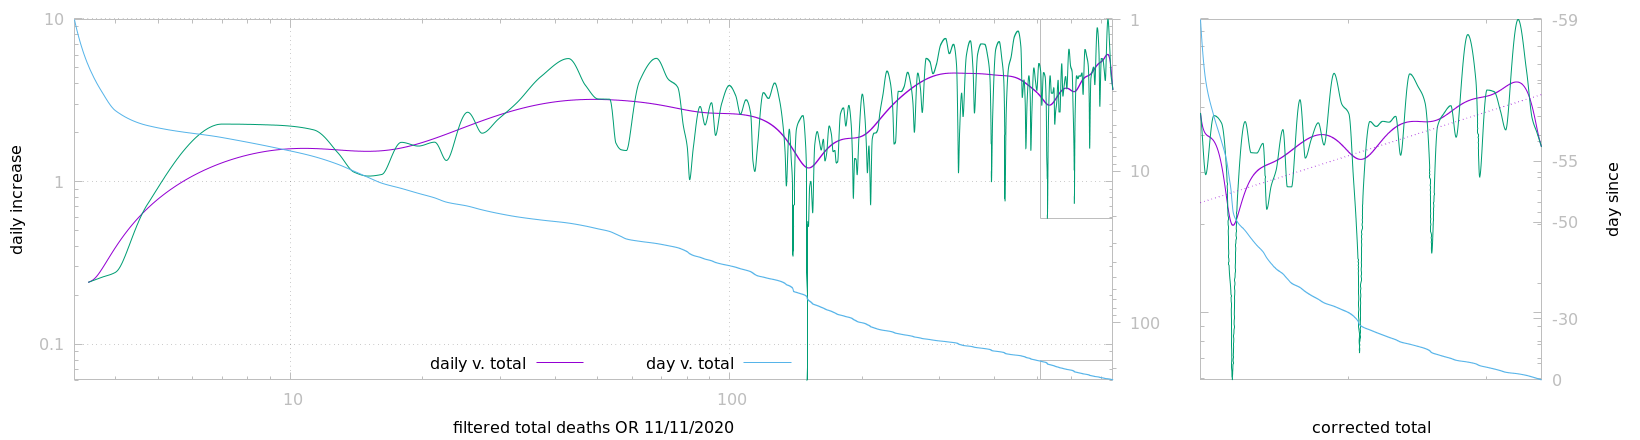 10
1
0.1
daily increase
10
100
filtered total deaths OR 11/11/2020
daily v. total
day v. total
1
10
100
-59
-55
-50
-30
0
day since
corrected total